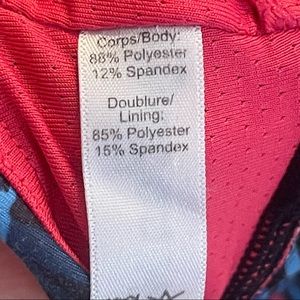 Corps/Body:
88% Polyester
12% Spandex
Doublure/
Lining:
85% Polyester
15% Spandex